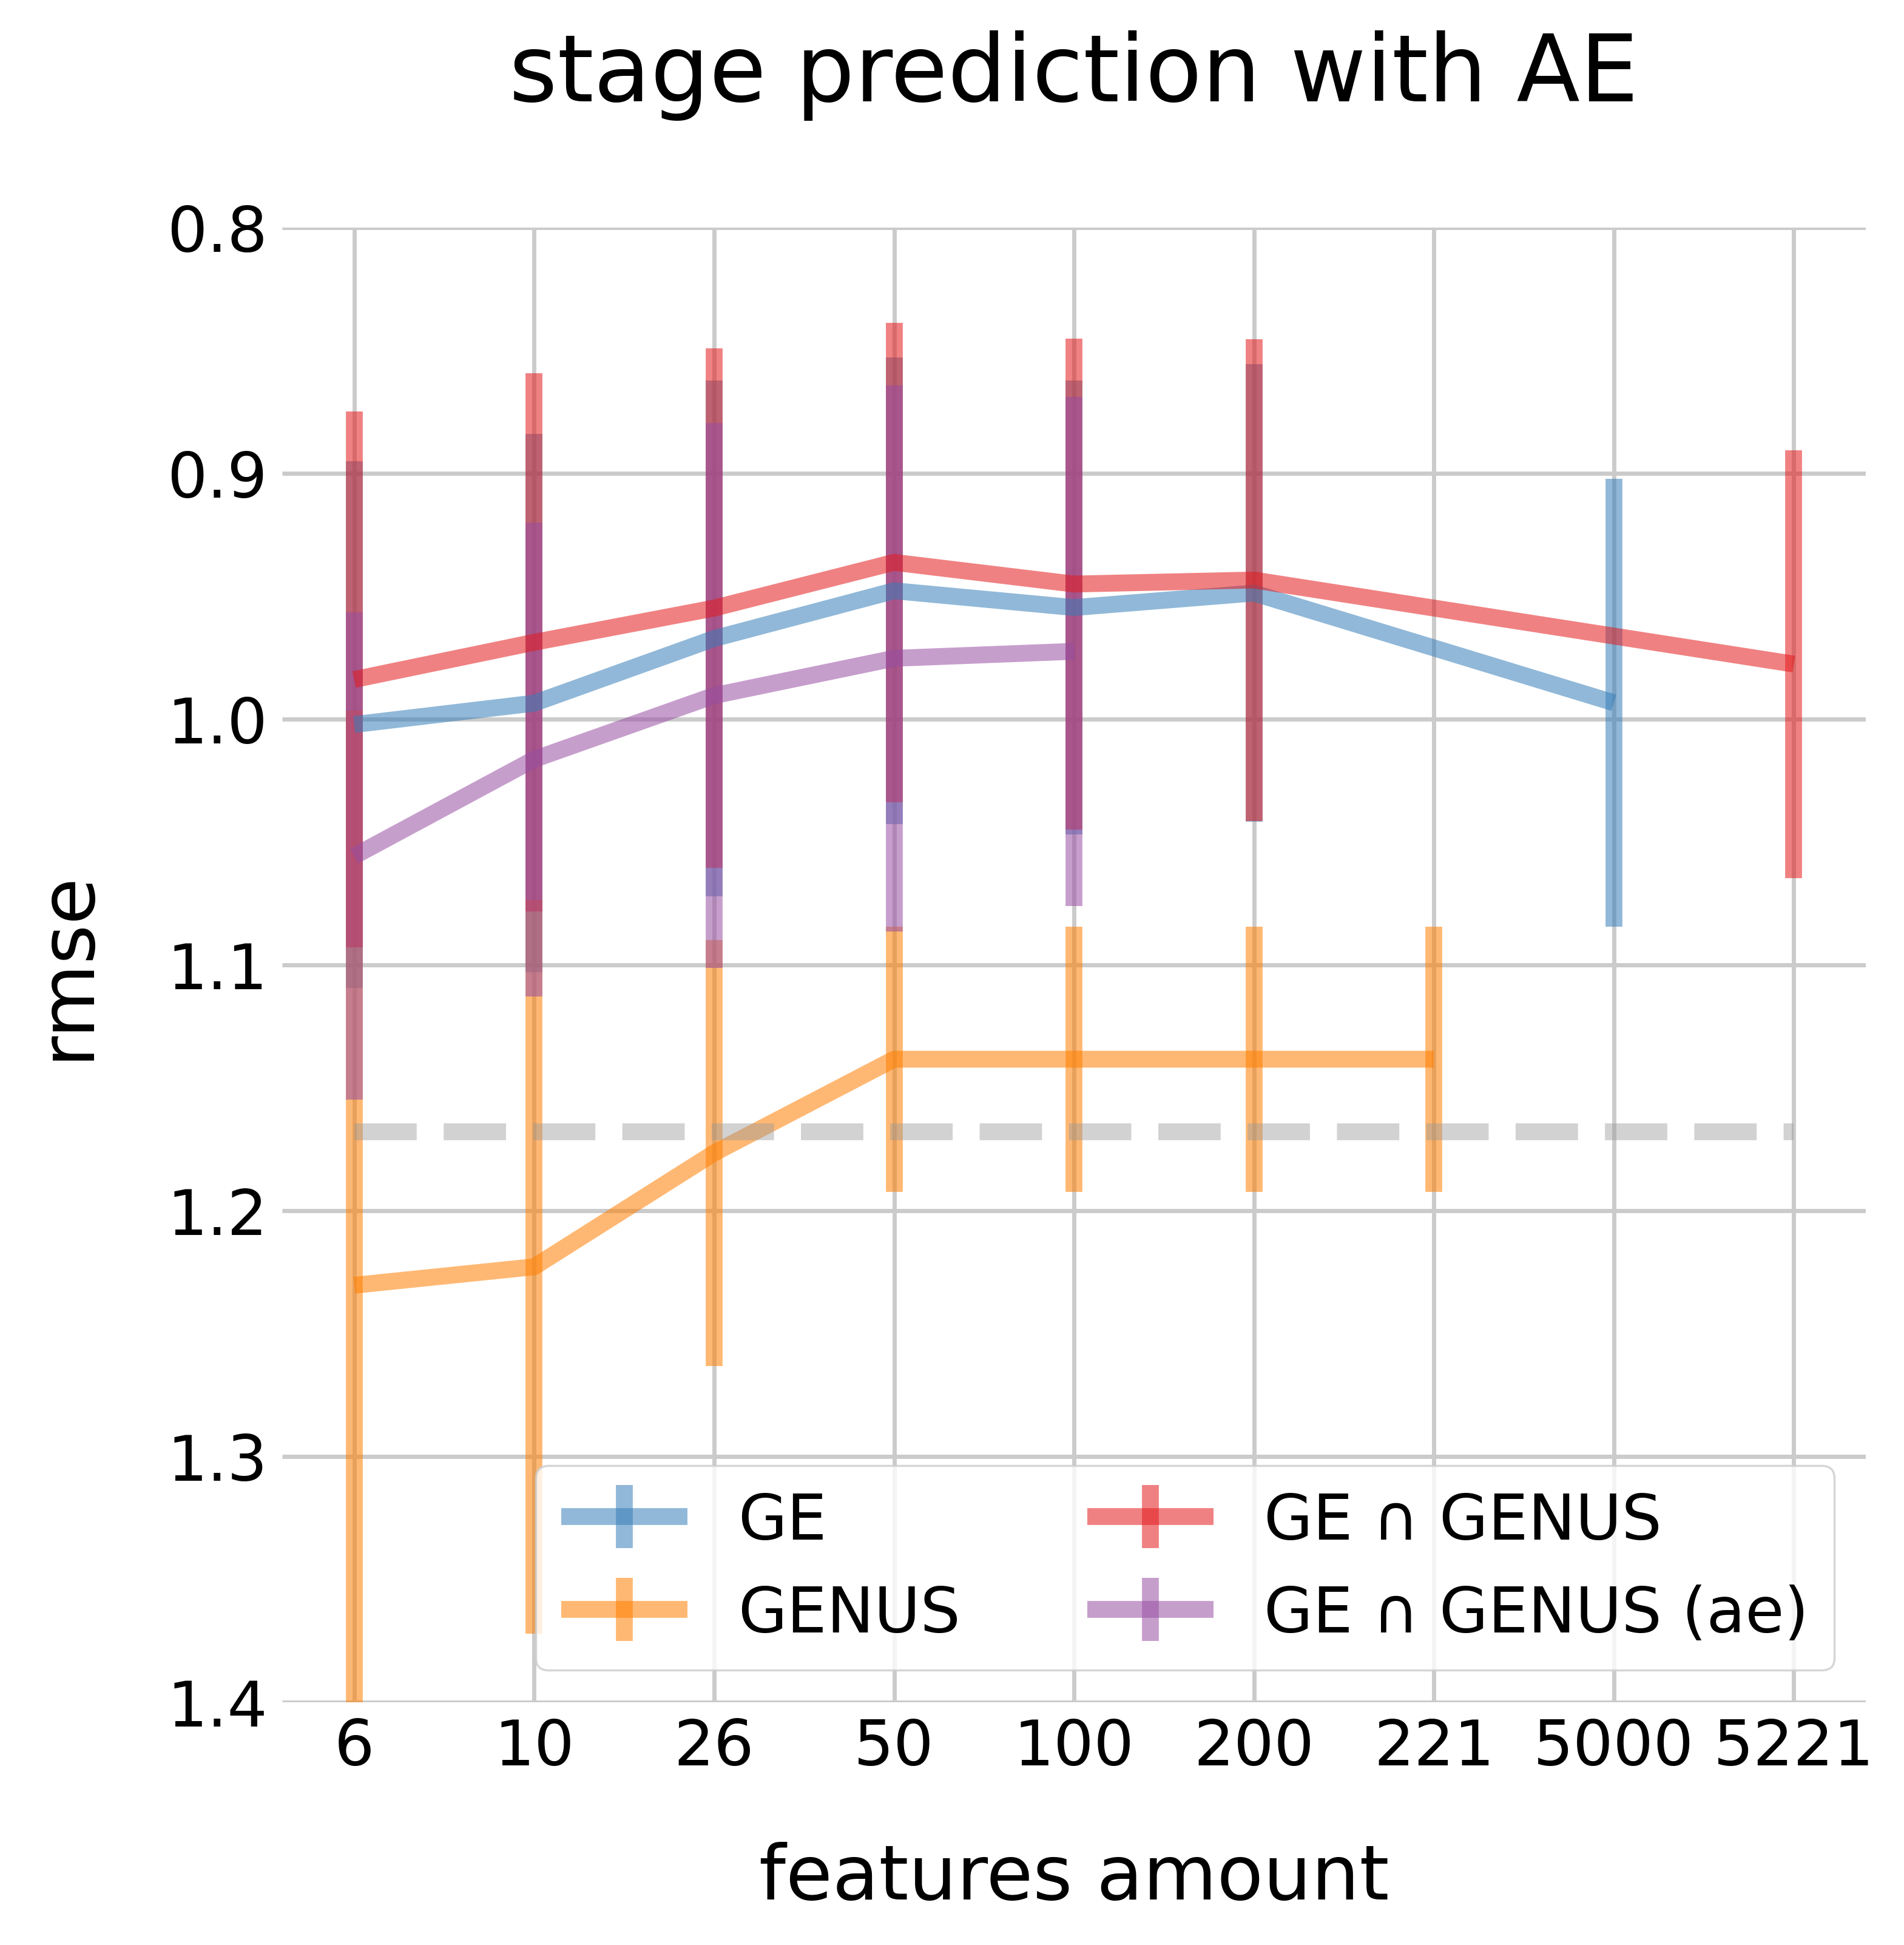 stage prediction with AE
0.8
0.9
1.0
1.1
1.2
1.3
1.4
rmse
GE
GENUS
GE ∩ GENUS
GE ∩ GENUS (ae)
6 10 26 50 100 200 221 5000 5221
features amount